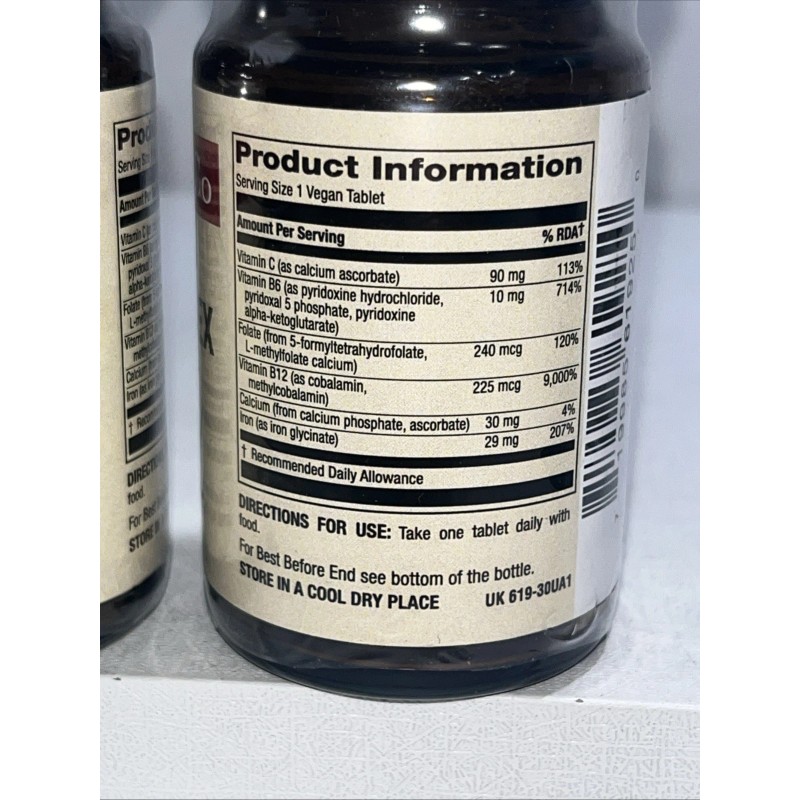 Product Information
Serving Size 1 Vegan Tablet
Amount Per Serving % RDA†
Vitamin C (as calcium ascorbate) 90 mg 113%
Vitamin B6 (as pyridoxine hydrochloride, 10 mg 714%
pyridoxal 5 phosphate, pyridoxine
alpha-ketoglutarate)
Folate (from 5-formyltetrahydrofolate, 240 mcg 120%
L-methylfolate calcium)
Vitamin B12 (as cobalamin, 225 mcg 9,000%
methylcobalamin)
Calcium (from calcium phosphate, ascorbate) 30 mg 4%
Iron (as iron glycinate) 29 mg 207%
† Recommended Daily Allowance
DIRECTIONS FOR USE: Take one tablet daily with
food.
For Best Before End see bottom of the bottle.
STORE IN A COOL DRY PLACE UK 619-30UA1